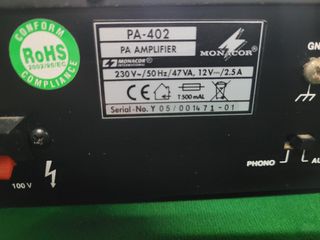 CONFORM
RoHS
2002/95/EC
COMPLIANCE
PA-402
PA AMPLIFIER
MONACOR
INTERNATIONAL
MONACOR®
230 V~/50 Hz/47 VA, 12 V⎓/2.5 A
CE
T 500 mAL
Serial-No. Y 05/001471-01
GN
PHONO
AU
100 V